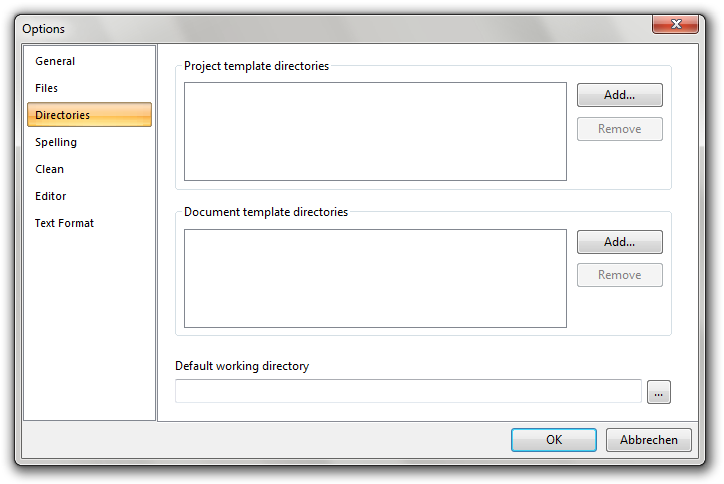 Options
General
Files
Directories
Spelling
Clean
Editor
Text Format
Project template directories
Add...
Remove
Document template directories
Add...
Remove
Default working directory
...
OK
Abbrechen